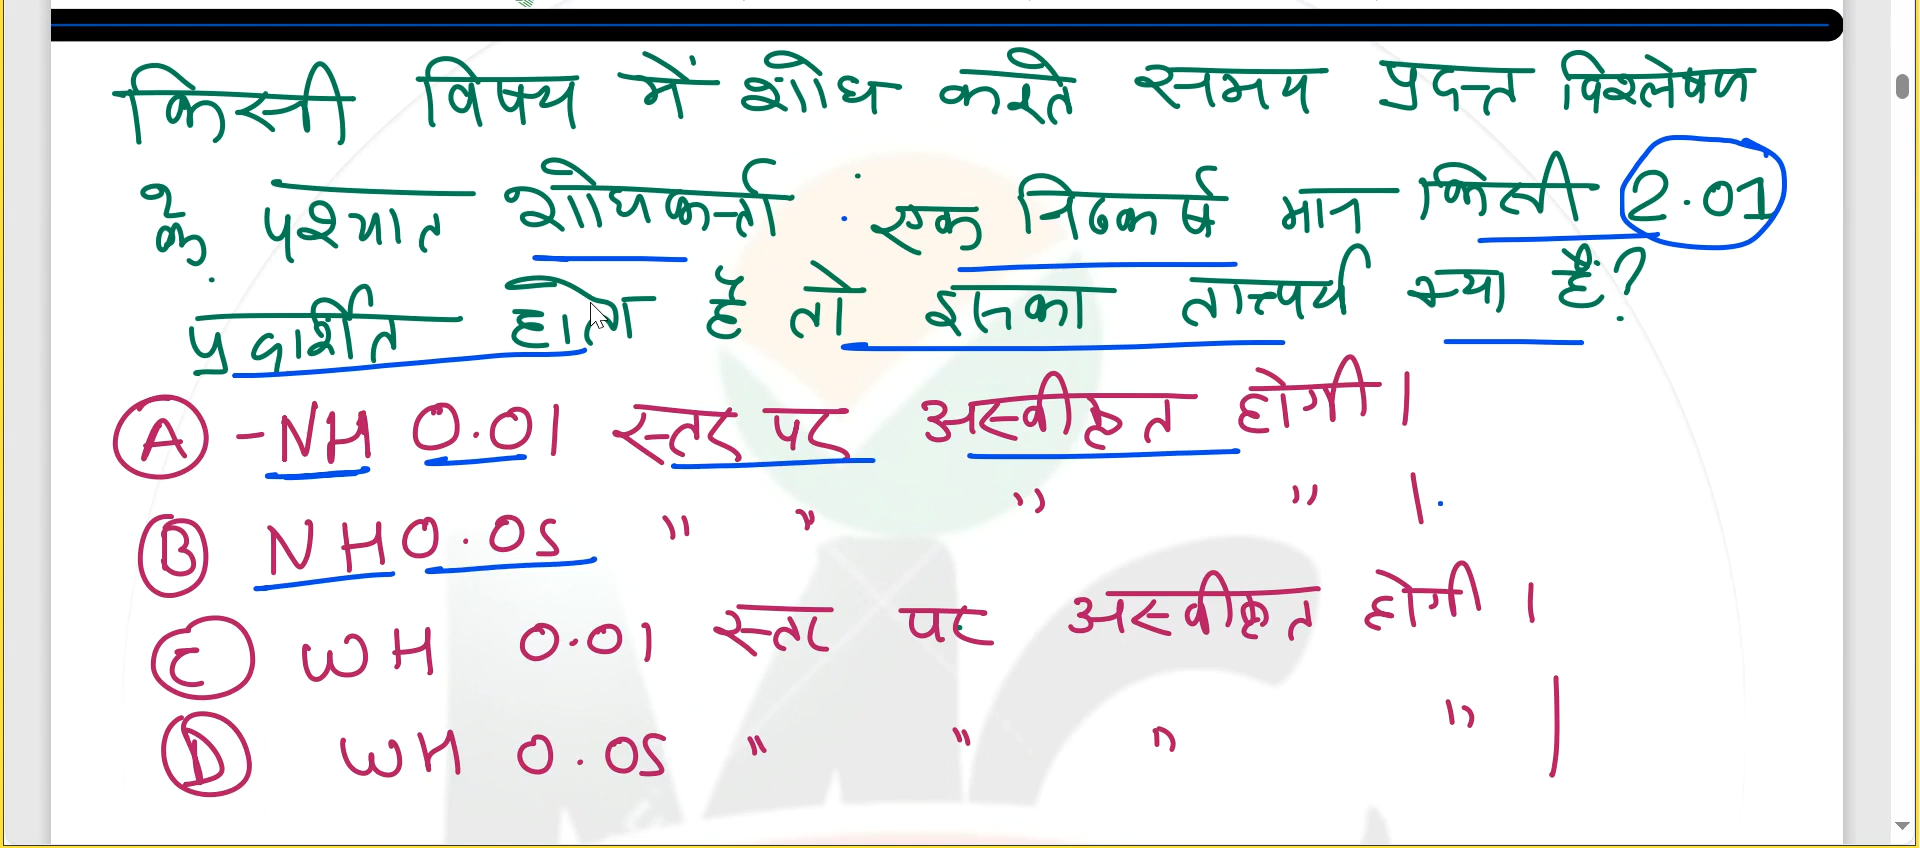 किसी विषय में शोध करते समय प्रदत्त विश्लेषण
के पश्चात शोधकर्ता एक निष्कर्ष मान किसी 2.01
प्रदर्शित होता है तो इसका तात्पर्य क्या है?
A - NH 0.01 स्तर पर अस्वीकृत होगी।
B NH 0.05 " " " " ।
C WH 0.01 स्तर पर अस्वीकृत होगी ।
D WH 0.05 " " " " ।